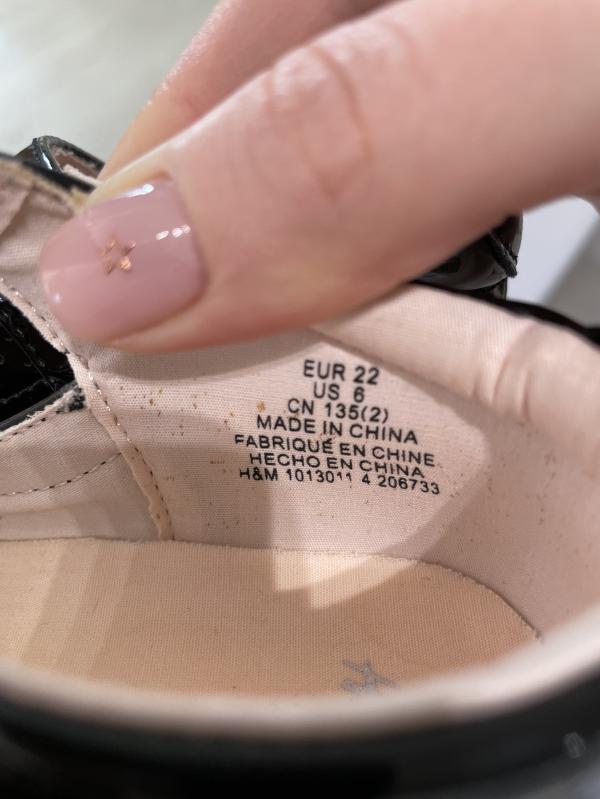 EUR 22
US 6
CN 135(2)
MADE IN CHINA
FABRIQUÉ EN CHINE
HECHO EN CHINA
H&M 1013011 4 206733